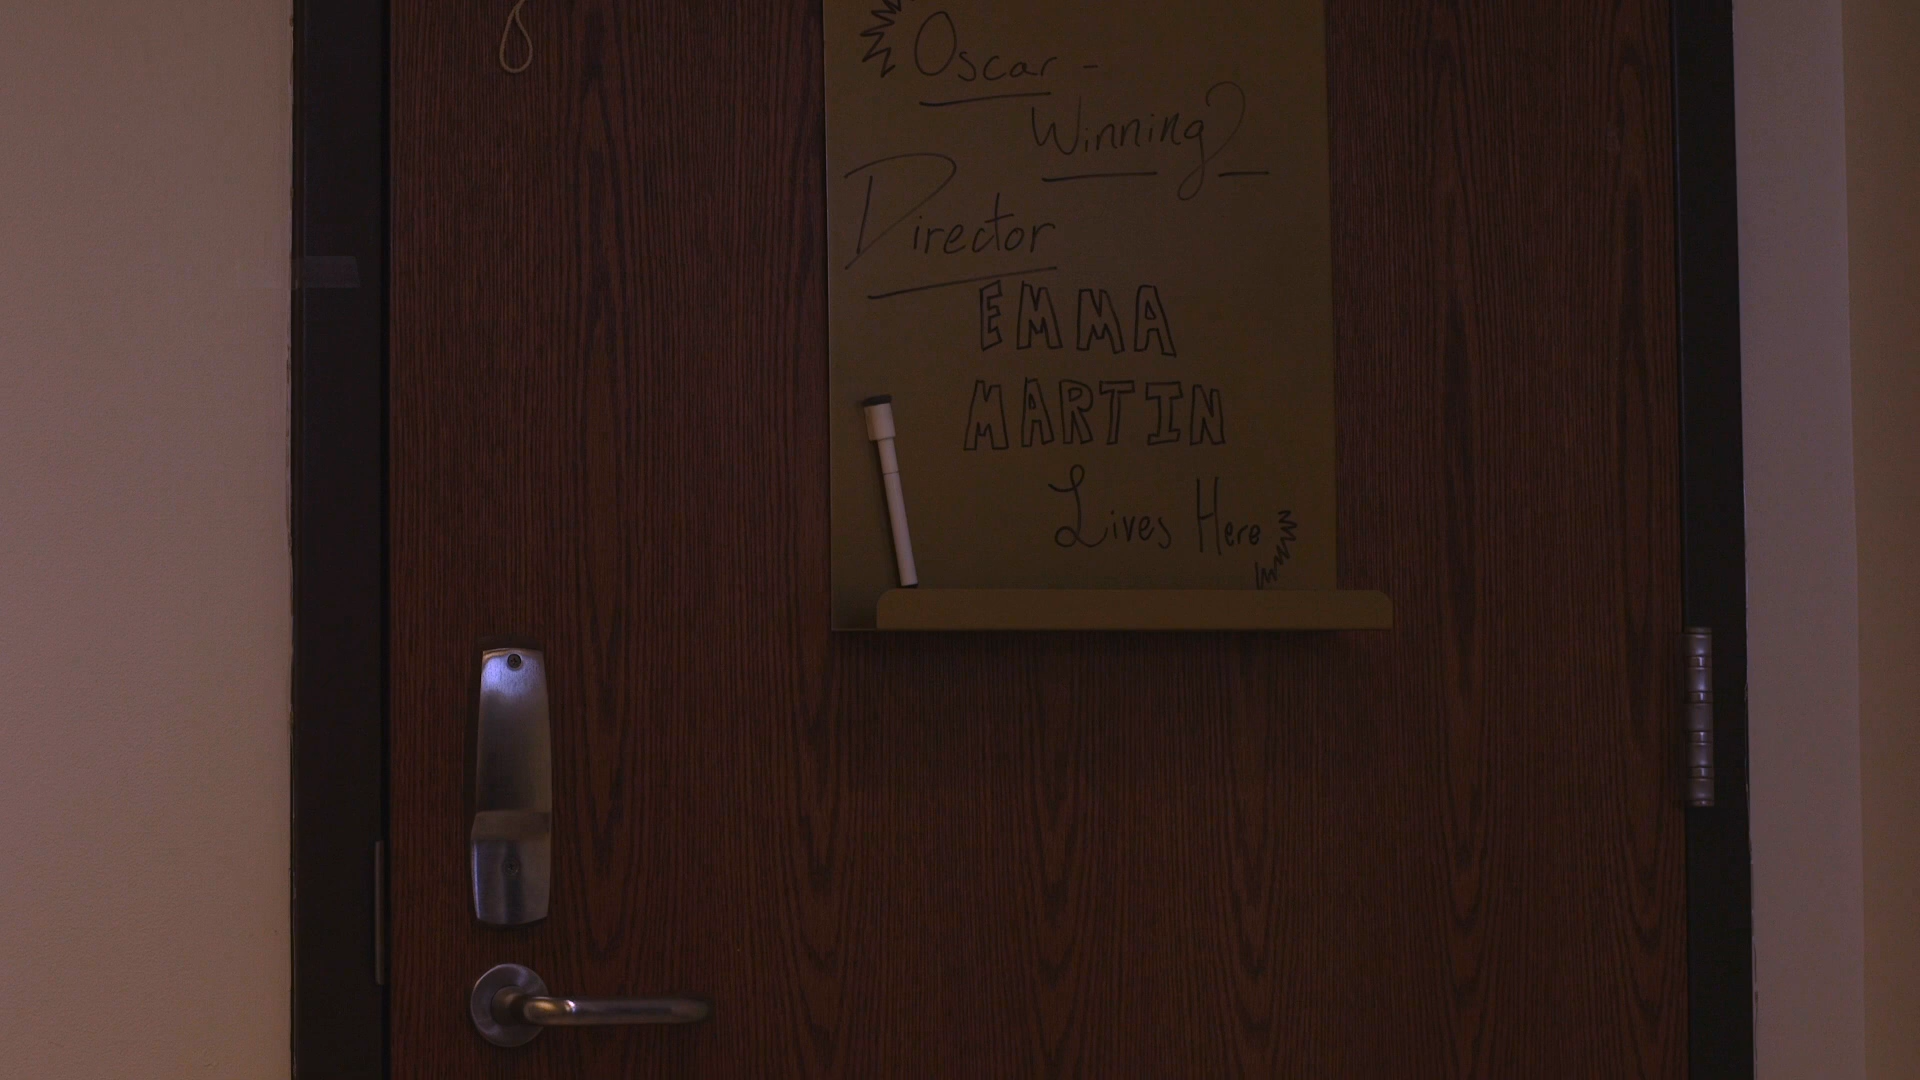 Oscar-
Winning
Director
EMMA
MARTIN
Lives Here